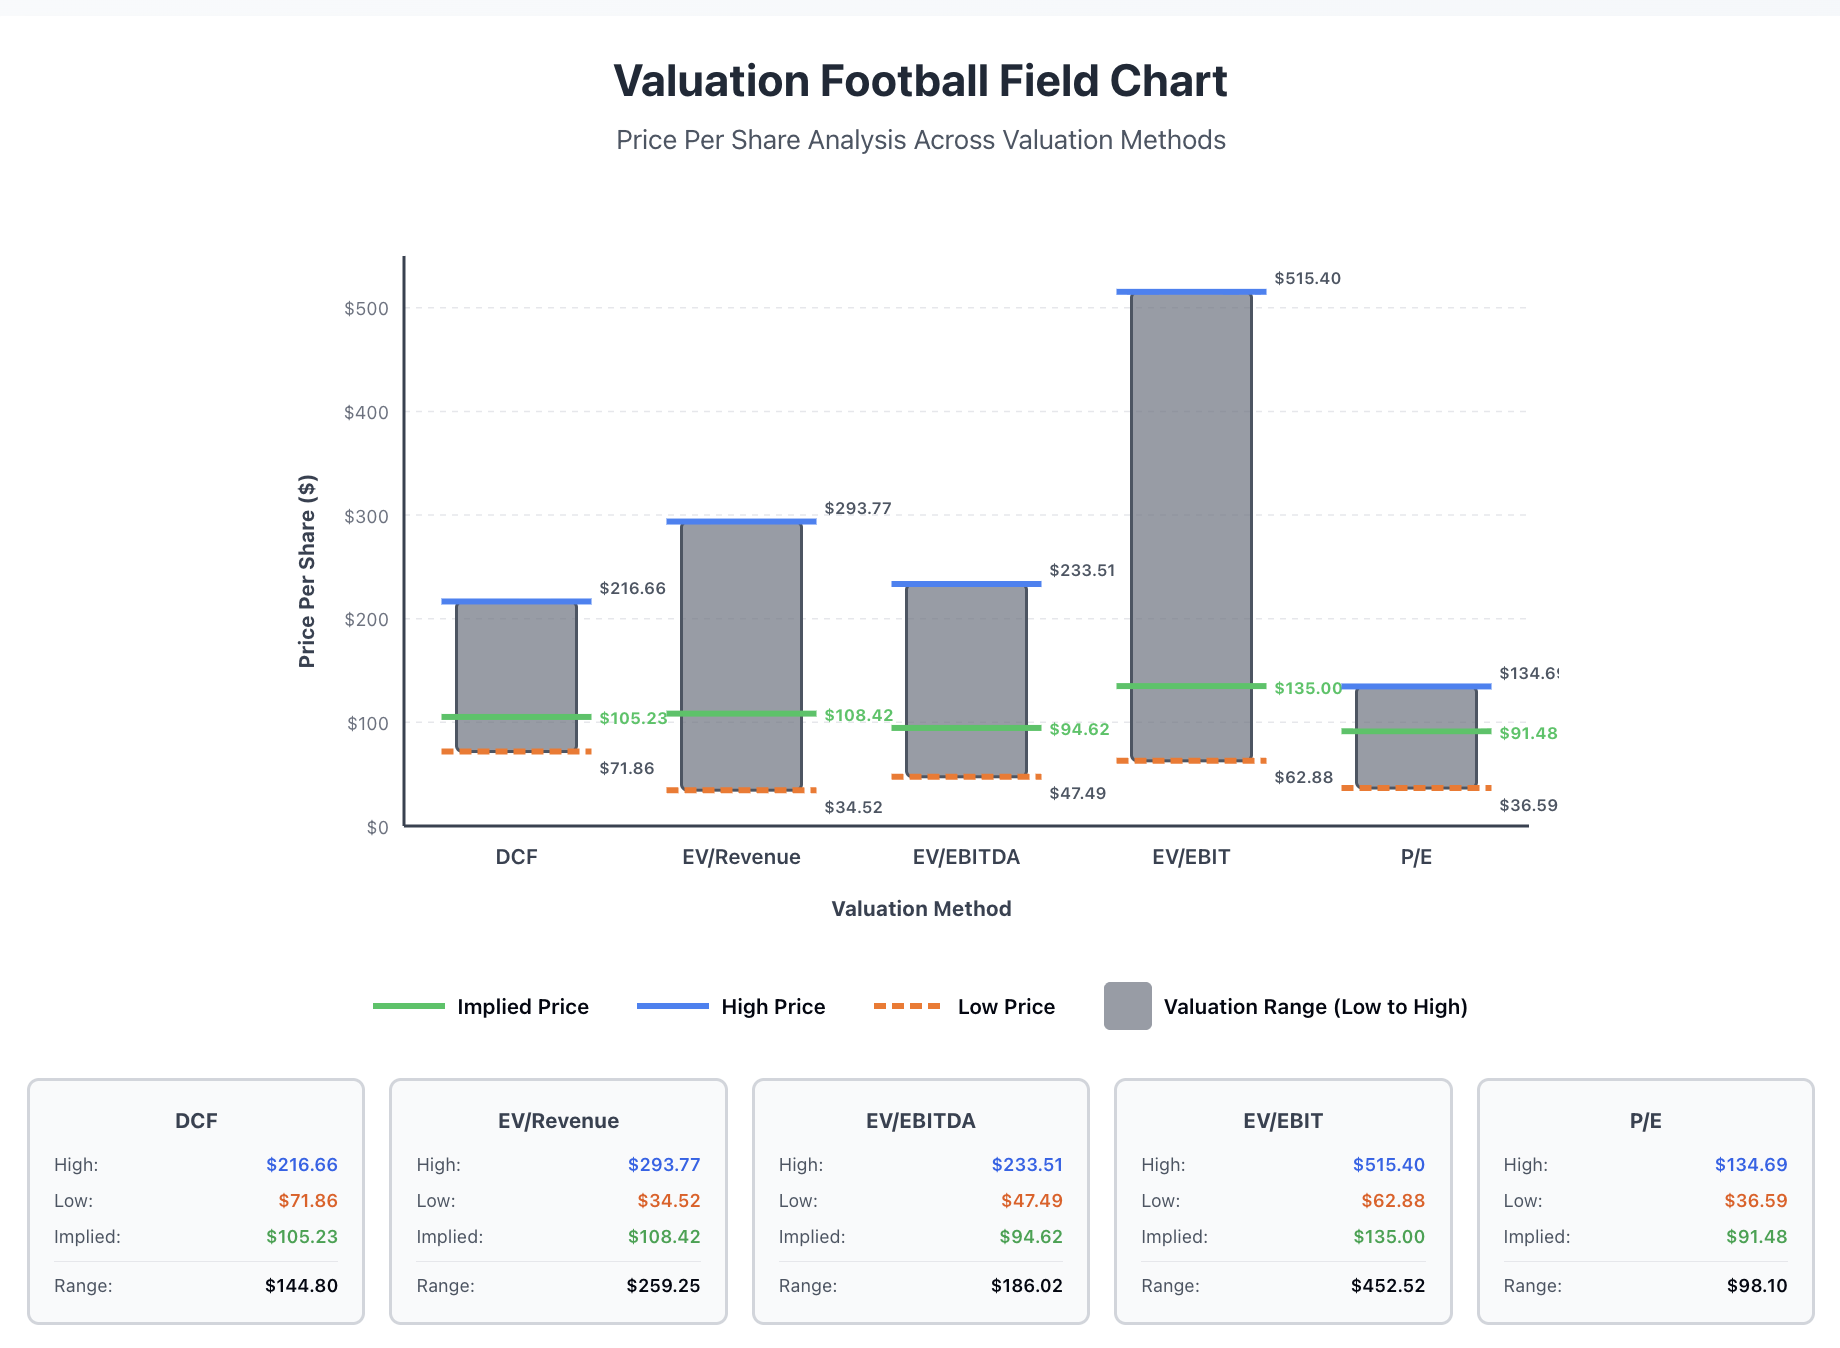 Valuation Football Field Chart
Price Per Share Analysis Across Valuation Methods
Price Per Share ($)
$500
$400
$300
$200
$100
$0
$216.66
$105.23
$71.86
$293.77
$108.42
$34.52
$233.51
$94.62
$47.49
$515.40
$135.00
$62.88
$134.69
$91.48
$36.59
DCF EV/Revenue EV/EBITDA EV/EBIT P/E
Valuation Method
Implied Price High Price Low Price Valuation Range (Low to High)
DCF
High: $216.66
Low: $71.86
Implied: $105.23
Range: $144.80
EV/Revenue
High: $293.77
Low: $34.52
Implied: $108.42
Range: $259.25
EV/EBITDA
High: $233.51
Low: $47.49
Implied: $94.62
Range: $186.02
EV/EBIT
High: $515.40
Low: $62.88
Implied: $135.00
Range: $452.52
P/E
High: $134.69
Low: $36.59
Implied: $91.48
Range: $98.10